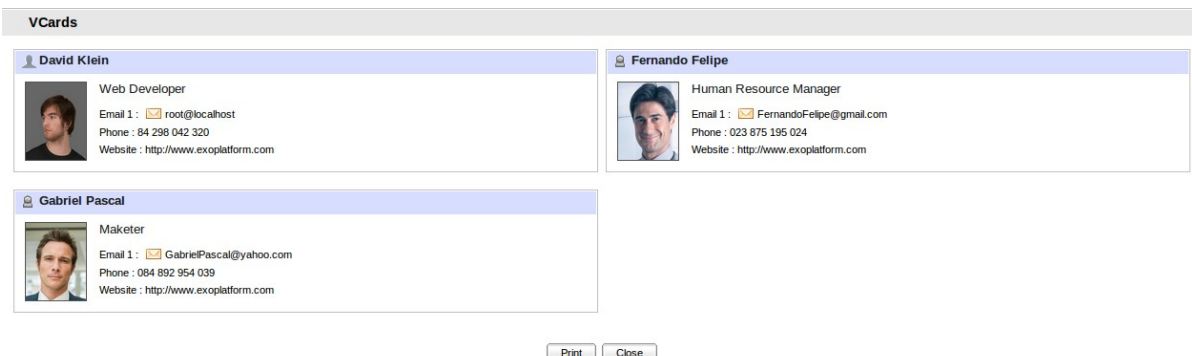 VCards
David Klein
Web Developer
Email 1 : root@localhost
Phone : 84 298 042 320
Website : http://www.exoplatform.com
Fernando Felipe
Human Resource Manager
Email 1 : FernandoFelipe@gmail.com
Phone : 023 875 195 024
Website : http://www.exoplatform.com
Gabriel Pascal
Maketer
Email 1 : GabrielPascal@yahoo.com
Phone : 084 892 954 039
Website : http://www.exoplatform.com
Print Close